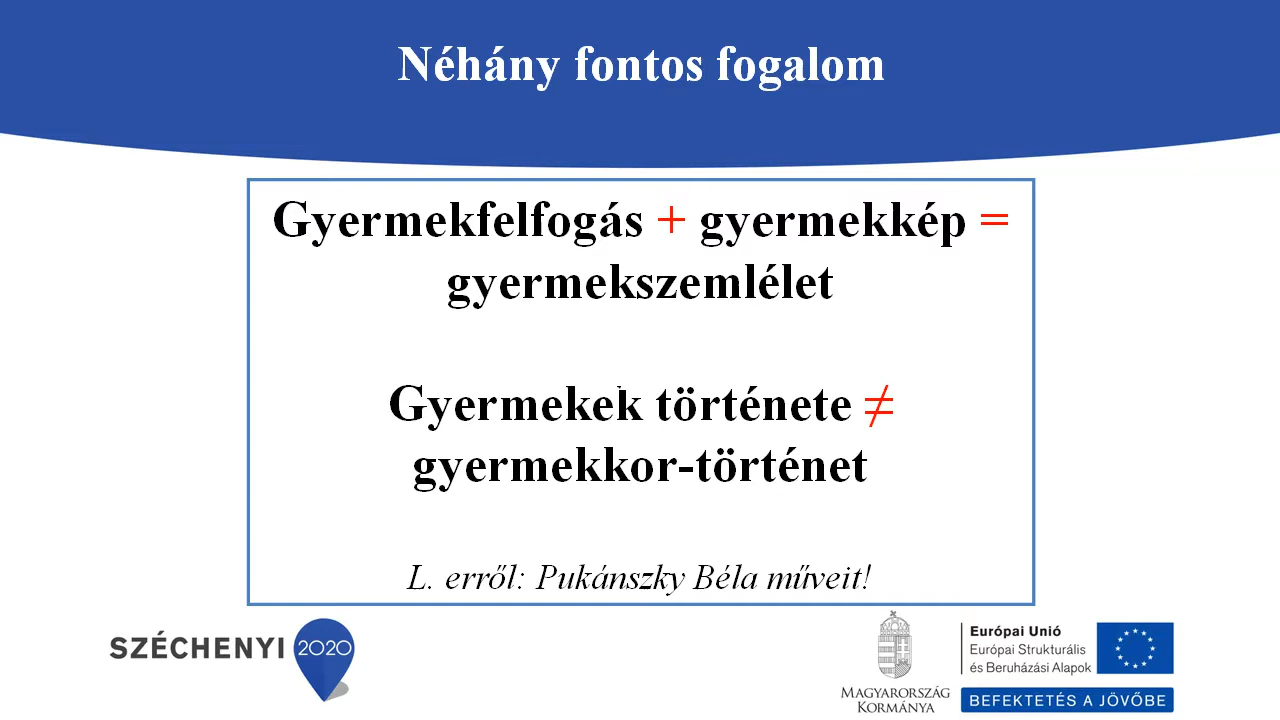 Néhány fontos fogalom
Gyermekfelfogás + gyermekkép =
gyermekszemlélet
Gyermekek története ≠
gyermekkor-történet
L. erről: Pukánszky Béla műveit!
SZÉCHENYI 2020
MAGYARORSZÁG
KORMÁNYA
Európai Unió
Európai Strukturális
és Beruházási Alapok
BEFEKTETÉS A JÖVŐBE